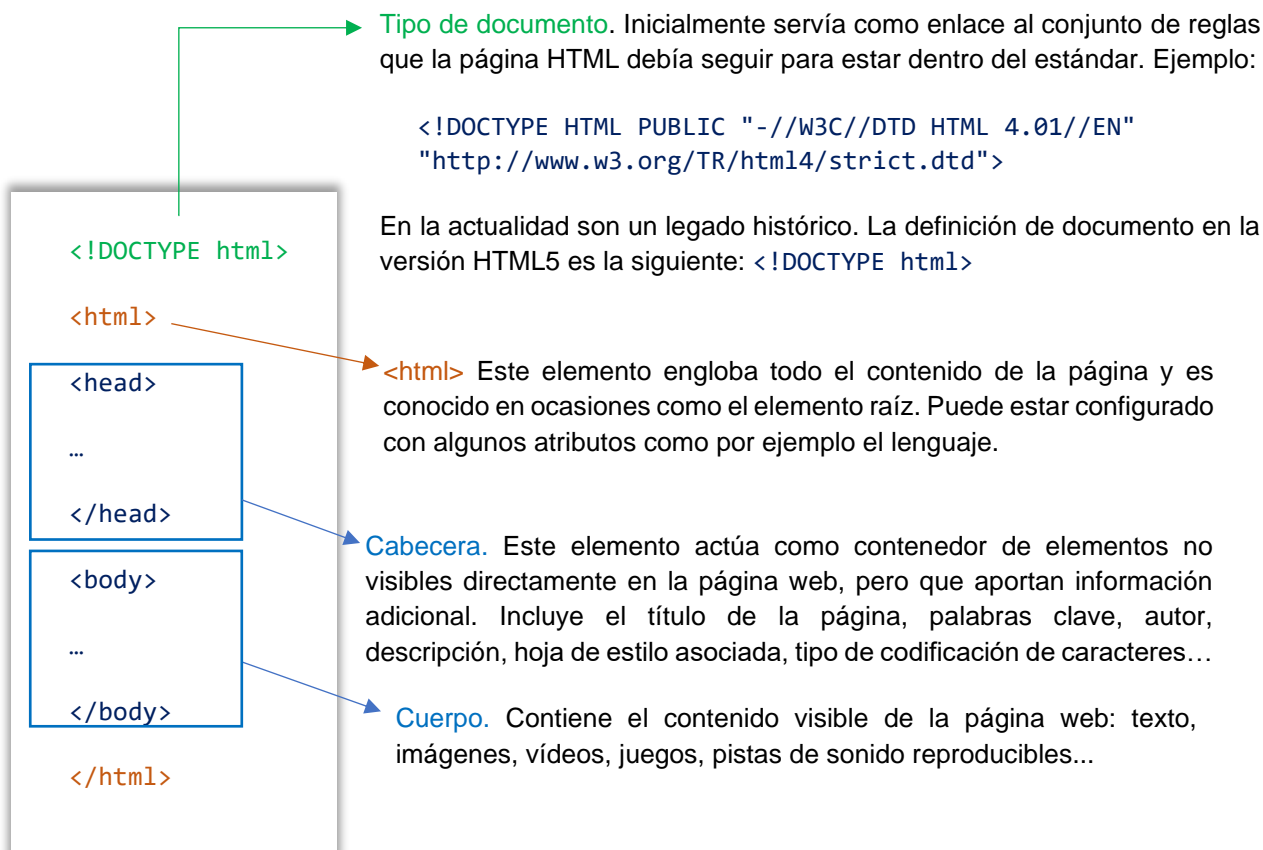 Tipo de documento. Inicialmente servía como enlace al conjunto de reglas
que la página HTML debía seguir para estar dentro del estándar. Ejemplo:
<!DOCTYPE HTML PUBLIC "-//W3C//DTD HTML 4.01//EN"
"http://www.w3.org/TR/html4/strict.dtd">
En la actualidad son un legado histórico. La definición de documento en la
versión HTML5 es la siguiente: <!DOCTYPE html>
<!DOCTYPE html>
<html>
<head>
…
</head>
<body>
…
</body>
</html>
<html> Este elemento engloba todo el contenido de la página y es
conocido en ocasiones como el elemento raíz. Puede estar configurado
con algunos atributos como por ejemplo el lenguaje.
Cabecera. Este elemento actúa como contenedor de elementos no
visibles directamente en la página web, pero que aportan información
adicional. Incluye el título de la página, palabras clave, autor,
descripción, hoja de estilo asociada, tipo de codificación de caracteres…
Cuerpo. Contiene el contenido visible de la página web: texto,
imágenes, vídeos, juegos, pistas de sonido reproducibles...